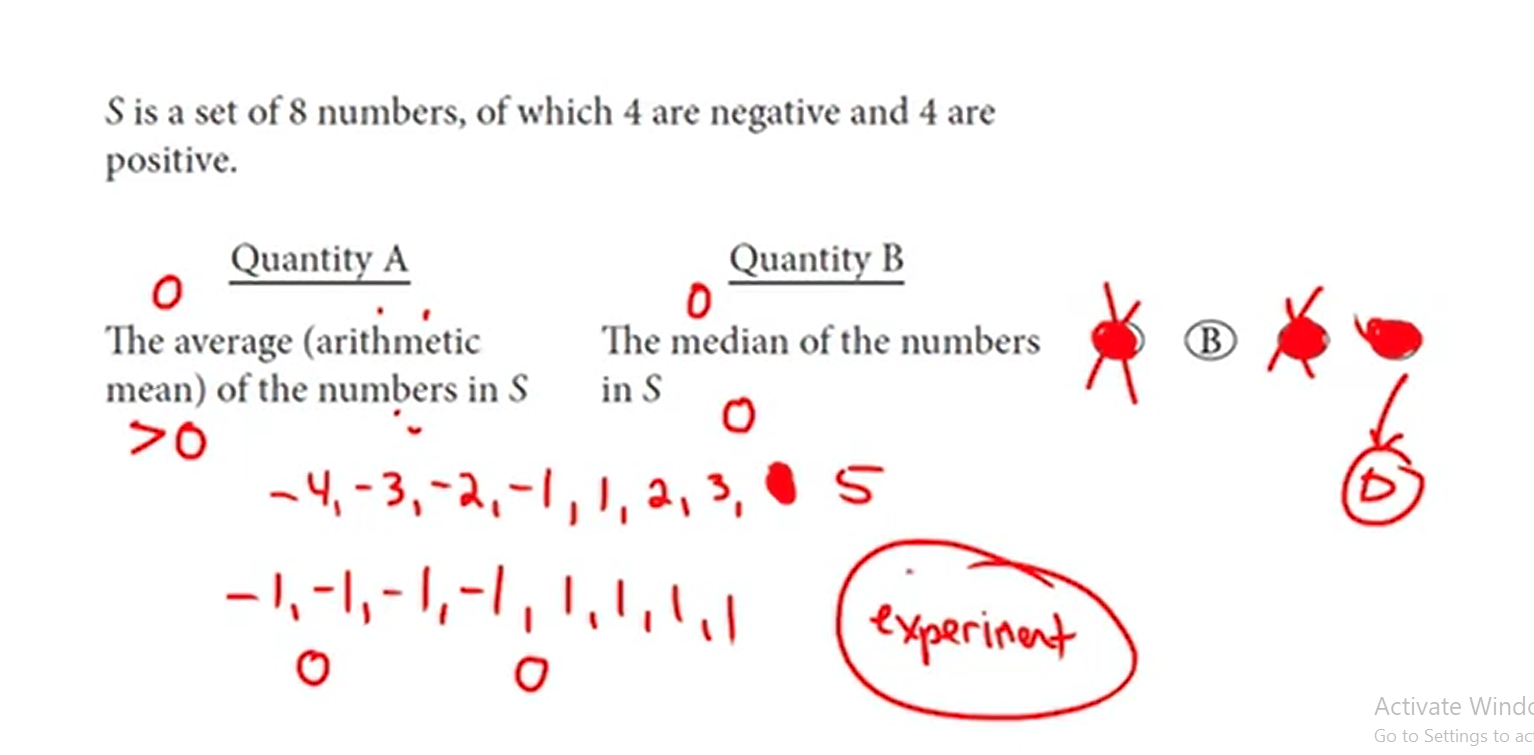 S is a set of 8 numbers, of which 4 are negative and 4 are
positive.
Quantity A
Quantity B
0
0
The average (arithmetic
mean) of the numbers in S
The median of the numbers
in S
B
>0
0
-4, -3, -2, -1, 1, 2, 3, 5
D
-1, -1, -1, -1, 1, 1, 1, 1
0
0
experiment
Activate Windo
Go to Settings to ac